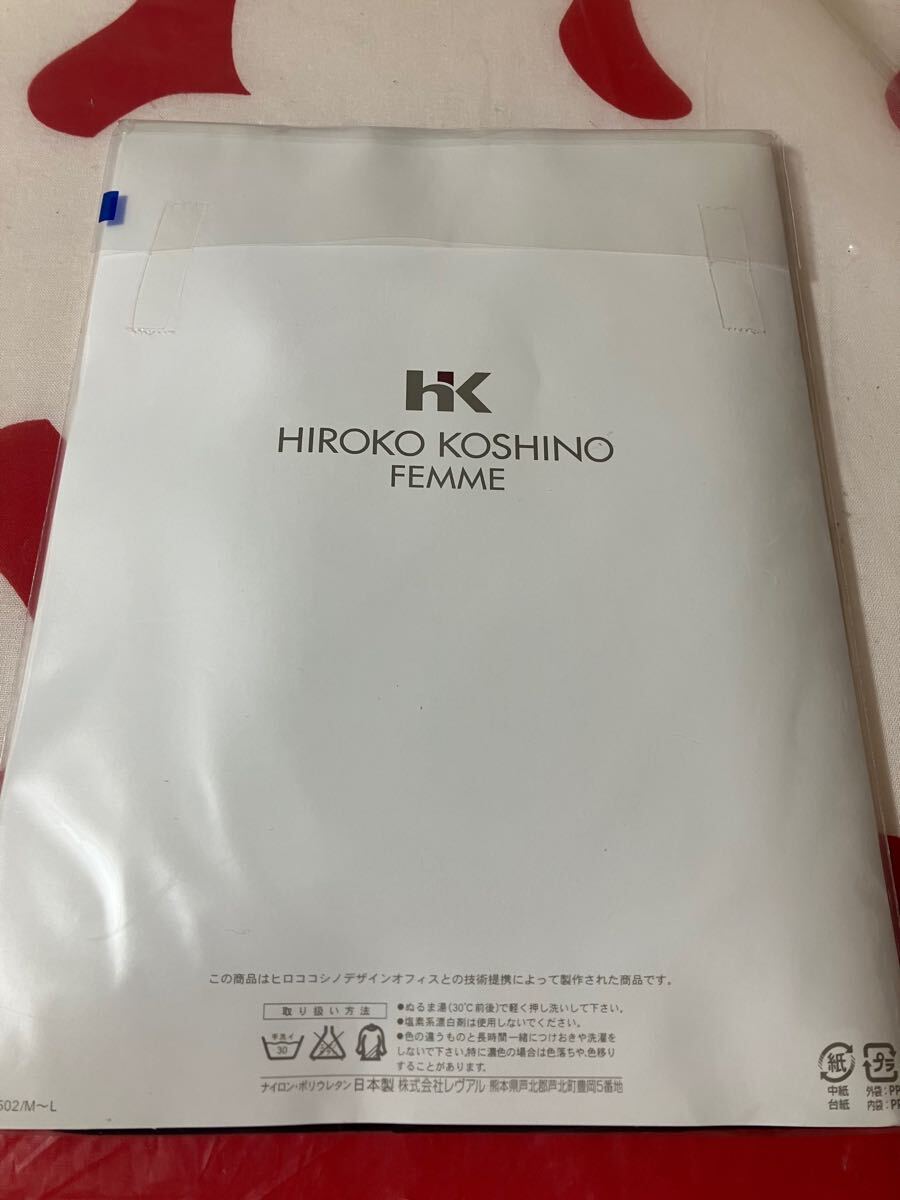 HK
HIROKO KOSHINO
FEMME
この商品はヒロココシノデザインオフィスとの技術提携によって製作された商品です。
取り扱い方法
手洗イ
30
●ぬるま湯(30℃前後)で軽く押し洗いして下さい。
●塩素系漂白剤は使用しないでください。
●色の違うものと長時間一緒につけおきや洗濯を
しないで下さい。特に濃色の場合は色落ちや、色移り
することがあります。
ナイロン・ポリウレタン 日本製 株式会社レヴアル・熊本県芦北郡芦北町豊岡5番地
502/M〜L
紙
中紙
台紙
プラ
外袋:PP
内袋:PP